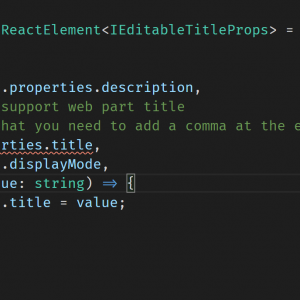 ReactElement<IEditableTitleProps> =
.properties.description,
support web part title
hat you need to add a comma at the e
rties.title,
.displayMode,
ue: string) => {
.title = value;